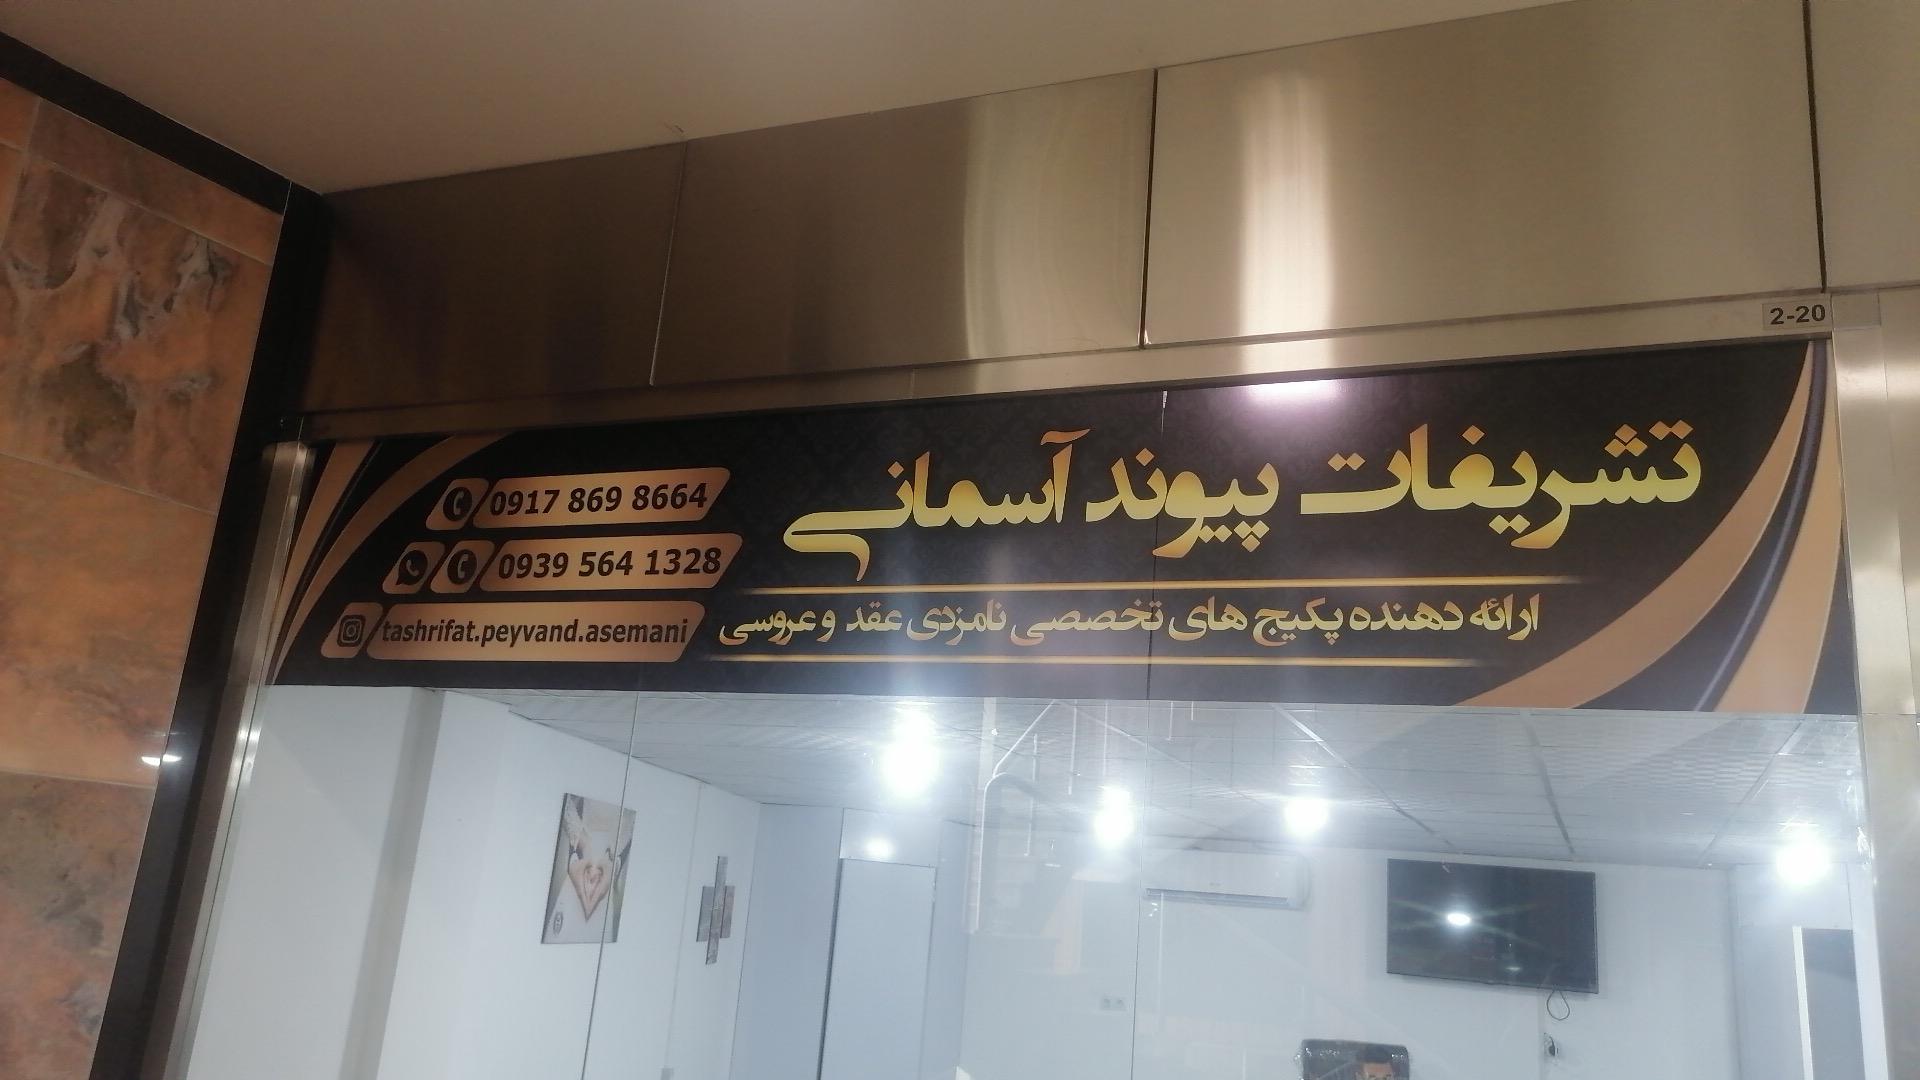 2-20
تشریفات پیوند آسمانی
ارائه دهنده پکیج های تخصصی نامزدی عقد و عروسی
0917 869 8664
0939 564 1328
tashrifat.peyvand.asemani